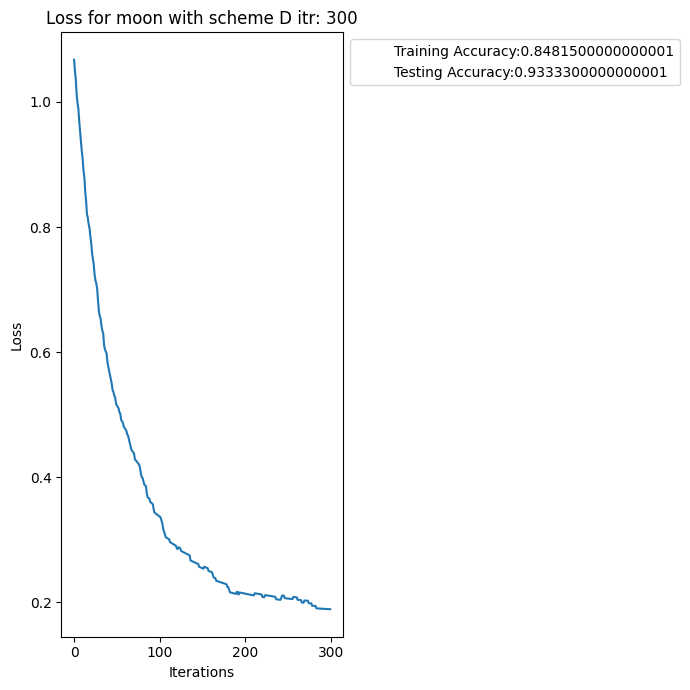 Loss for moon with scheme D itr: 300
Training Accuracy:0.8481500000000001
Testing Accuracy:0.9333300000000001
1.0
0.8
0.6
0.4
0.2
Loss
0
100
200
300
Iterations